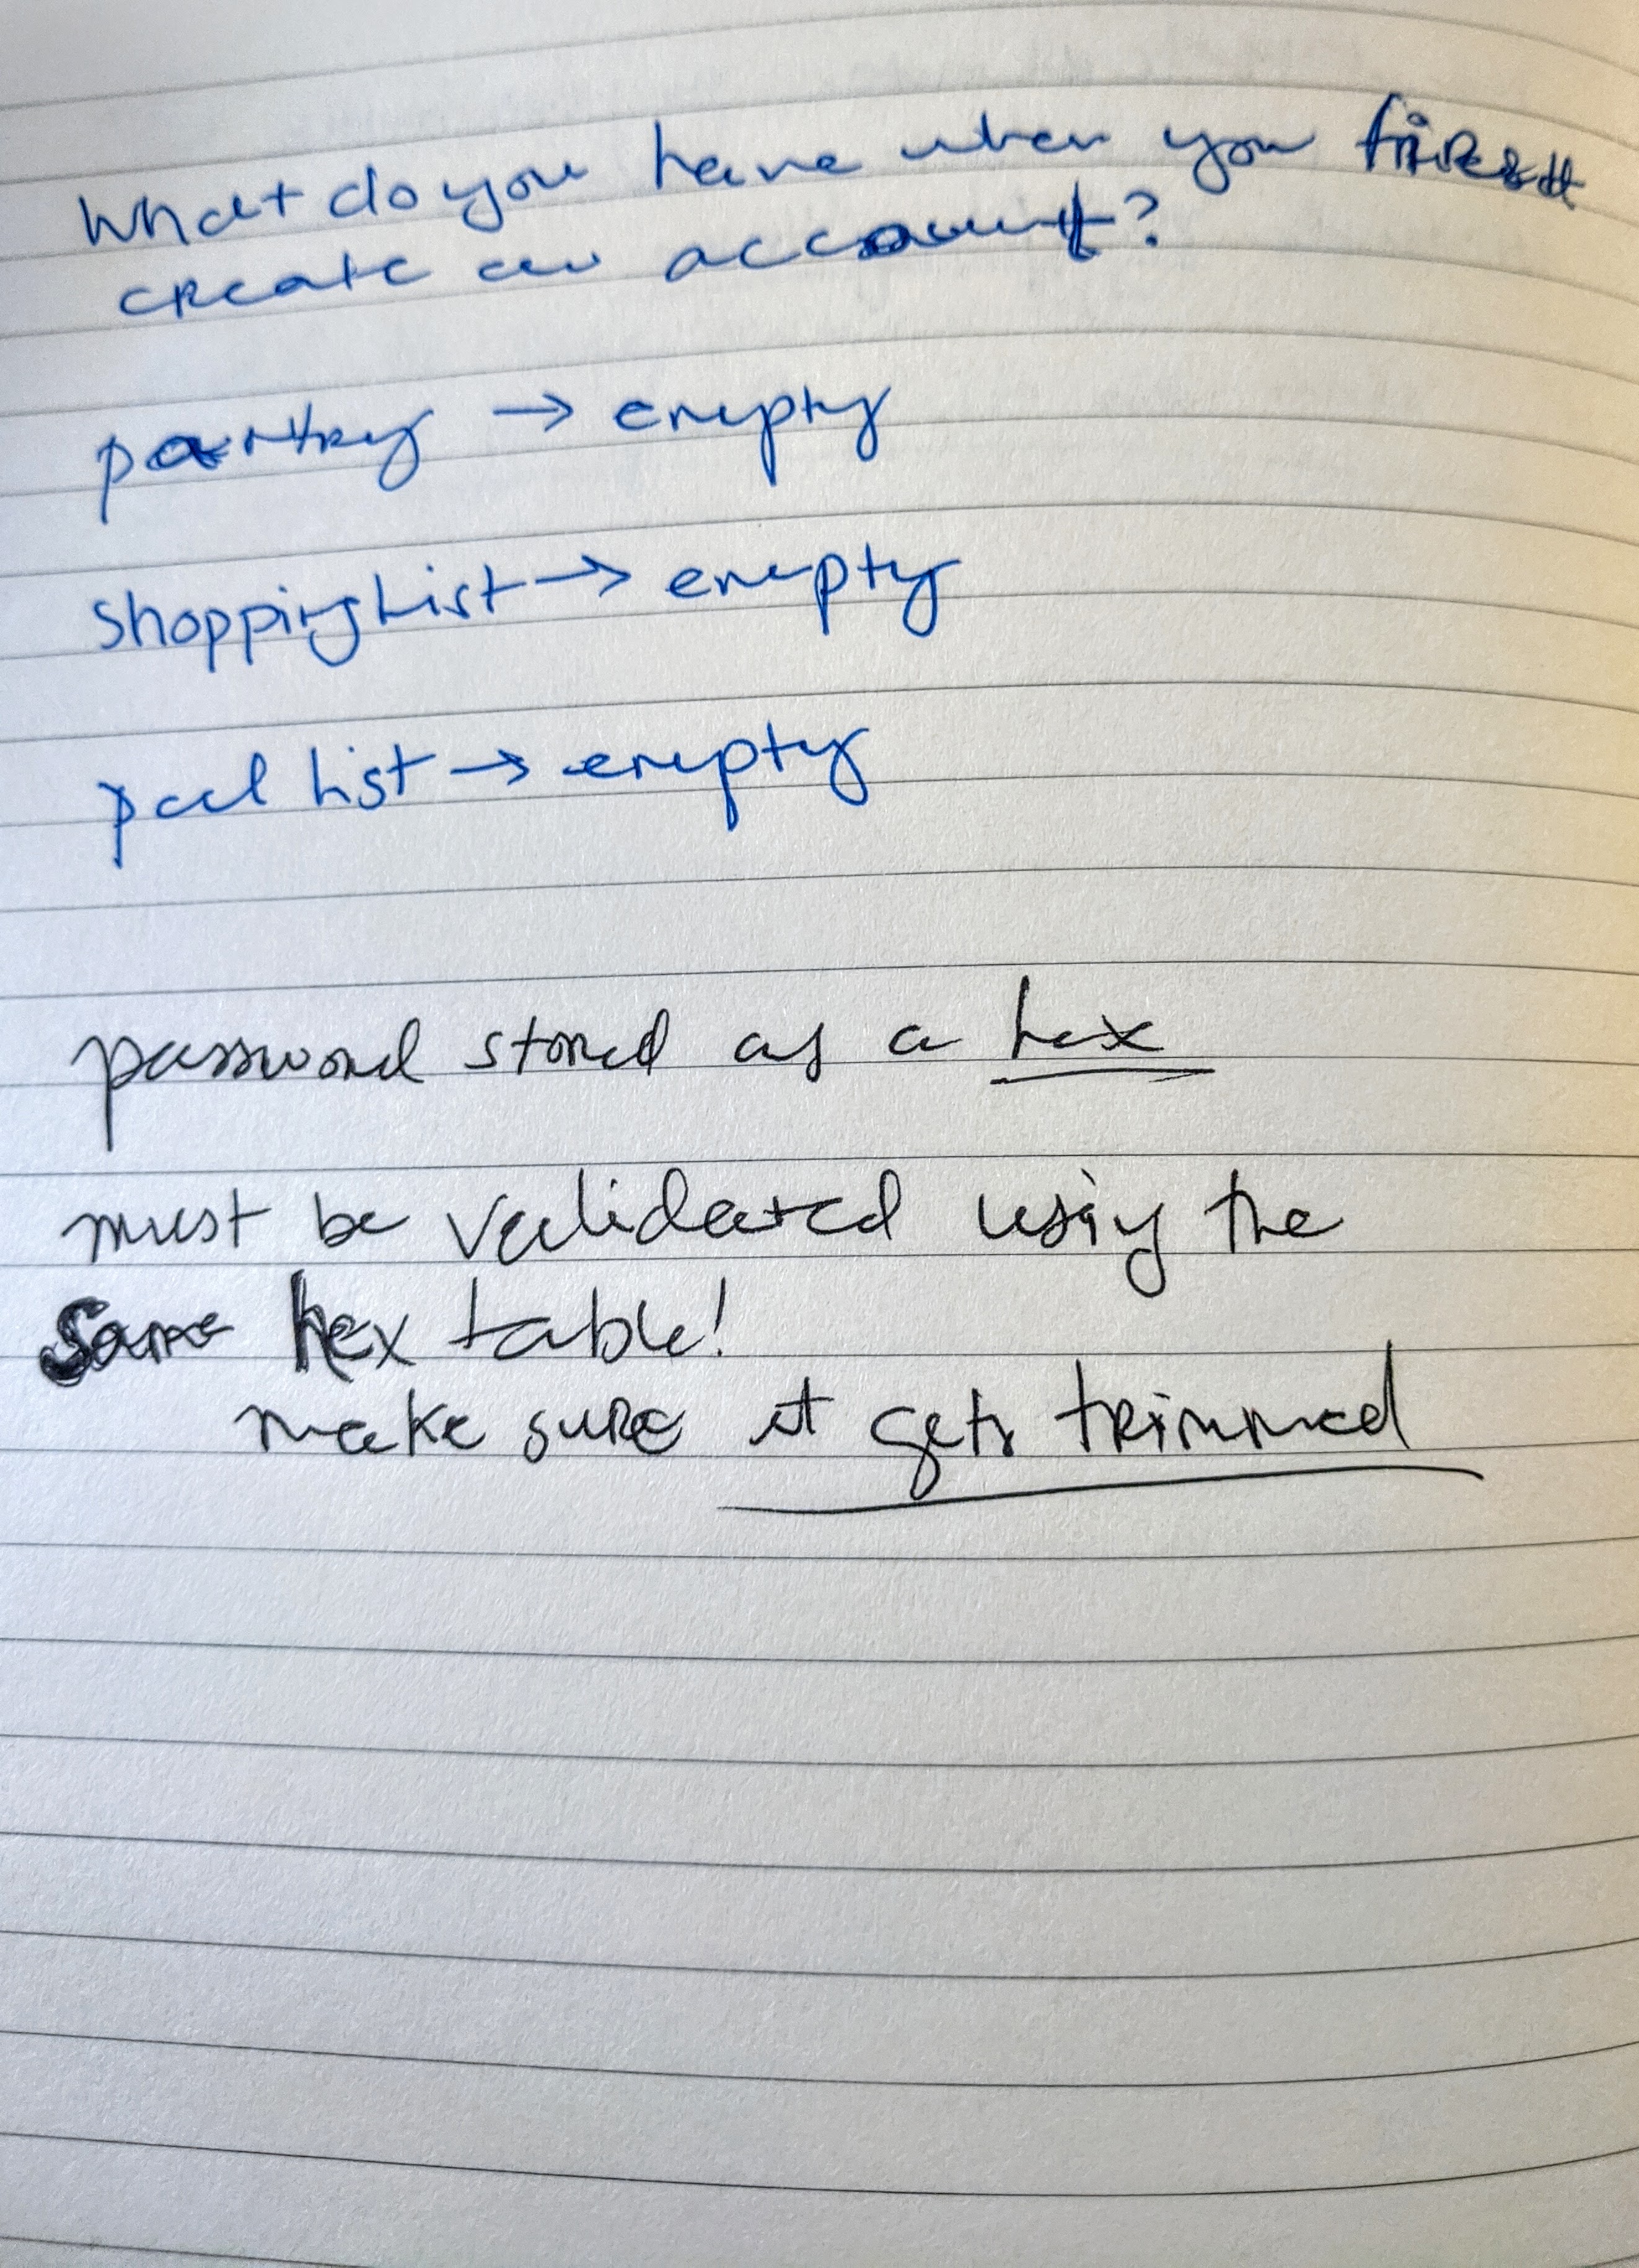 What do you have when you first
create an account?
pantry → empty
shoppingList → empty
pal list → empty
password stored as a hex
must be validated using the
same hex table!
make sure it gets trimmed